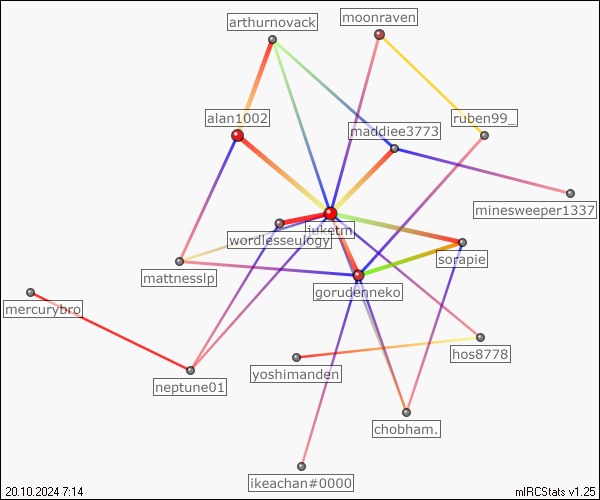 moonraven
arthurnovack
alan1002
ruben99_
maddiee3773
minesweeper1337
juketm
wordlesseulogy
sorapie
mattnesslp
gorudenneko
mercurybro
hos8778
yoshimanden
neptune01
chobham.
ikeachan#0000
20.10.2024 7:14
mIRCStats v1.25